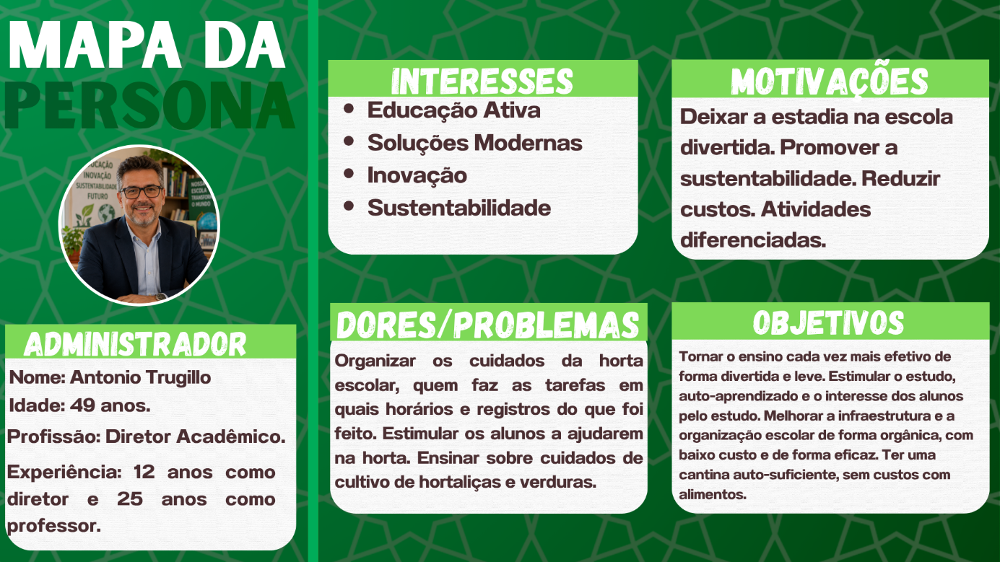 MAPA DA
PERSONA
EDUCAÇÃO
INOVAÇÃO
SUSTENTABILIDADE
FUTURO
NOSSA
ESCOLA
TRANSFORMA
O MUNDO
ADMINISTRADOR
Nome: Antonio Trugillo
Idade: 49 anos.
Profissão: Diretor Acadêmico.
Experiência: 12 anos como
diretor e 25 anos como
professor.
INTERESSES
• Educação Ativa
• Soluções Modernas
• Inovação
• Sustentabilidade
MOTIVAÇÕES
Deixar a estadia na escola
divertida. Promover a
sustentabilidade. Reduzir
custos. Atividades
diferenciadas.
DORES/PROBLEMAS
Organizar os cuidados da horta
escolar, quem faz as tarefas em
quais horários e registros do que foi
feito. Estimular os alunos a ajudarem
na horta. Ensinar sobre cuidados de
cultivo de hortaliças e verduras.
OBJETIVOS
Tornar o ensino cada vez mais efetivo de
forma divertida e leve. Estimular o estudo,
auto-aprendizado e o interesse dos alunos
pelo estudo. Melhorar a infraestrutura e a
organização escolar de forma orgânica, com
baixo custo e de forma eficaz. Ter uma
cantina auto-suficiente, sem custos com
alimentos.